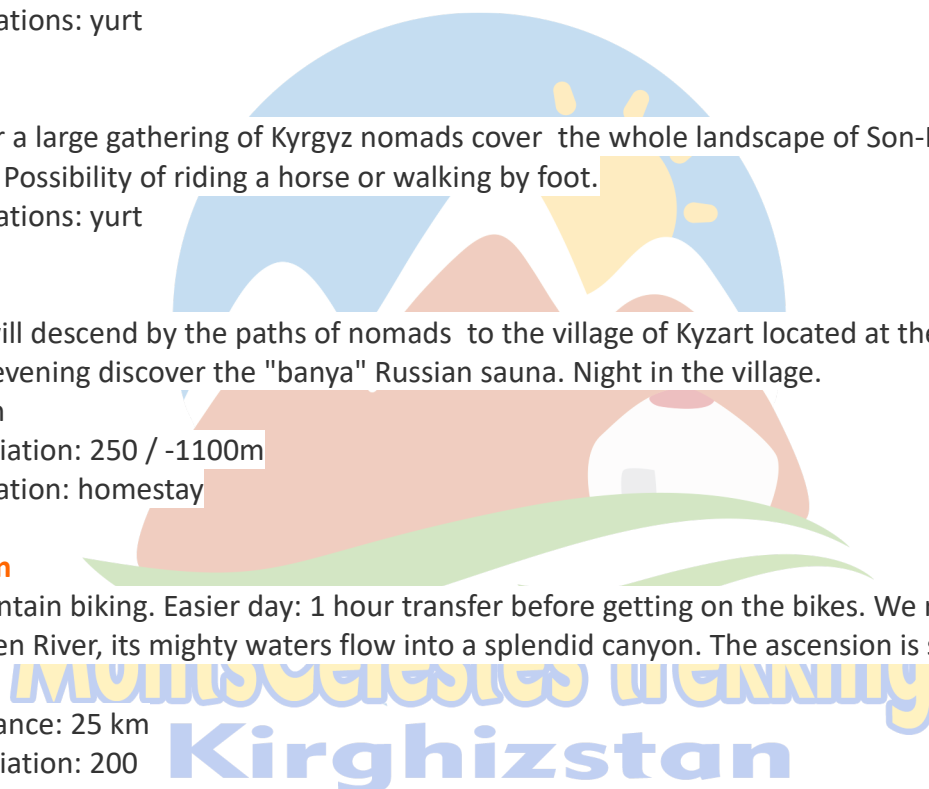 ations: yurt
r a large gathering of Kyrgyz nomads cover the whole landscape of Son-
Possibility of riding a horse or walking by foot.
ations: yurt
ill descend by the paths of nomads to the village of Kyzart located at the
evening discover the "banya" Russian sauna. Night in the village.
iation: 250 / -1100m
ation: homestay
n
ntain biking. Easier day: 1 hour transfer before getting on the bikes. We
en River, its mighty waters flow into a splendid canyon. The ascension is s
MontsCelestes trekking
ance: 25 km
Kirghizstan
iation: 200